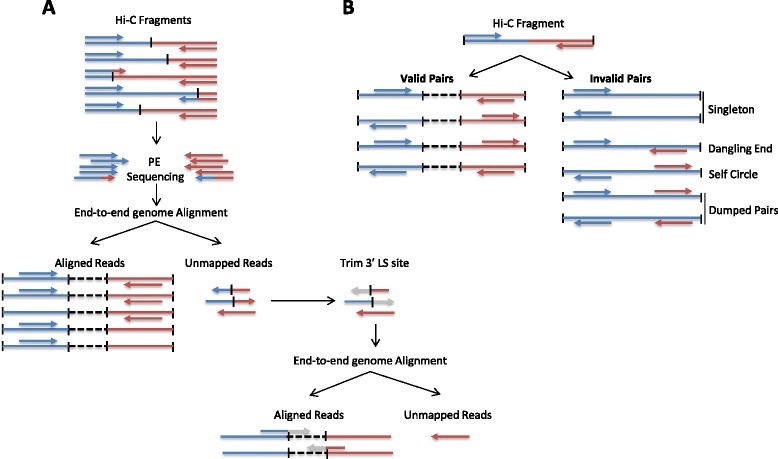 A
Hi-C Fragments
PE
Sequencing
End-to-end genome Alignment
Aligned Reads
Unmapped Reads
Trim 3’ LS site
End-to-end genome Alignment
Aligned Reads
Unmapped Reads
B
Hi-C Fragment
Valid Pairs
Invalid Pairs
Singleton
Dangling End
Self Circle
Dumped Pairs